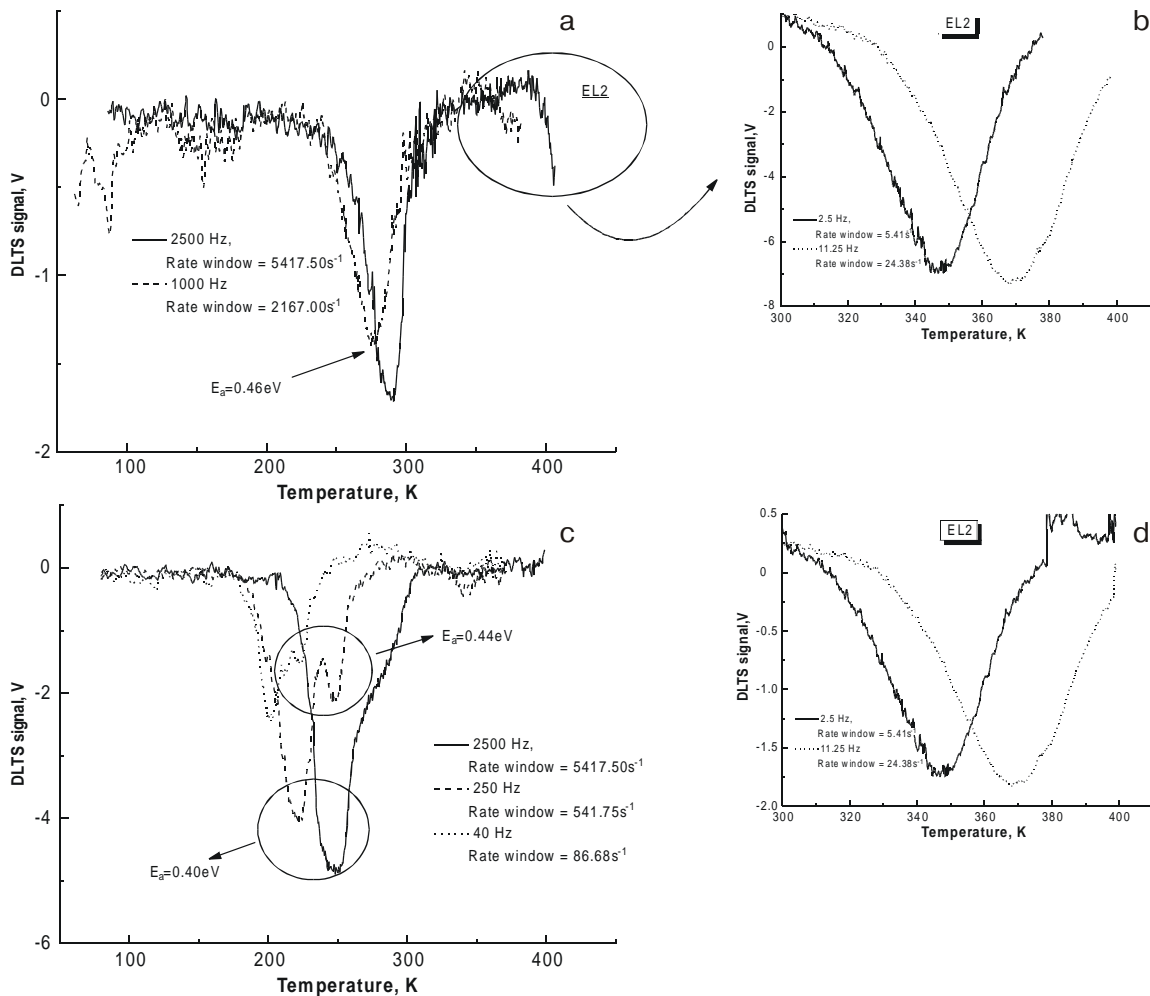 a
DLTS signal, V
0
-1
-2
EL2
2500 Hz,
Rate window = 5417.50s⁻¹
1000 Hz
Rate window = 2167.00s⁻¹
Eₐ=0.46eV
100
200
300
400
Temperature, K
b
DLTS signal,V
0
-2
-4
-6
-8
EL2
2.5 Hz,
Rate window = 5.41s
11.25 Hz
Rate window = 24.38s⁻¹
300
320
340
360
380
400
Temperature, K
c
DLTS signal, V
0
-2
-4
-6
Eₐ=0.44eV
2500 Hz,
Rate window = 5417.50s⁻¹
250 Hz
Rate window = 541.75s⁻¹
40 Hz
Rate window = 86.68s⁻¹
Eₐ=0.40eV
100
200
300
400
Temperature, K
d
DLTS signal,V
0.5
0
-0.5
-1.0
-1.5
-2.0
EL2
2.5 Hz,
Rate window = 5.41s
11.25 Hz
Rate window = 24.38s⁻¹
300
320
340
360
380
400
Temperature, K